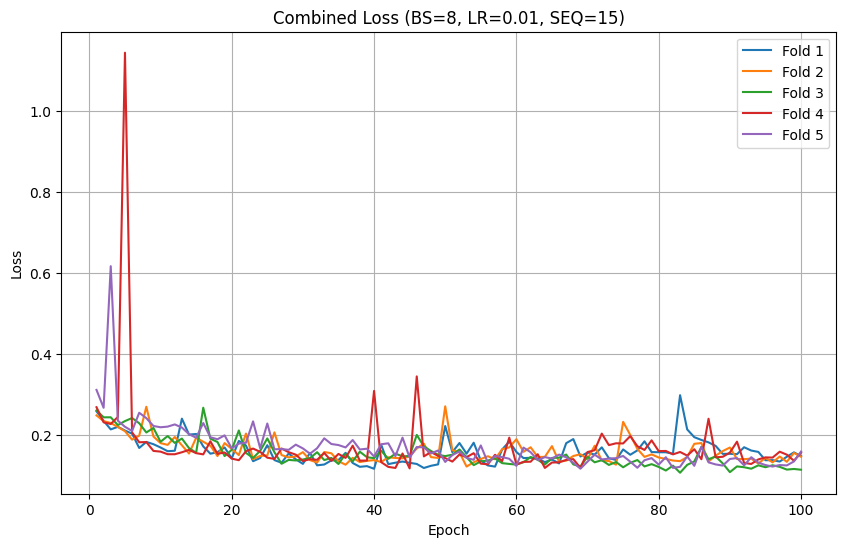 Combined Loss (BS=8, LR=0.01, SEQ=15)
Fold 1
Fold 2
Fold 3
Fold 4
Fold 5
1.0
0.8
0.6
0.4
0.2
Loss
0 20 40 60 80 100
Epoch